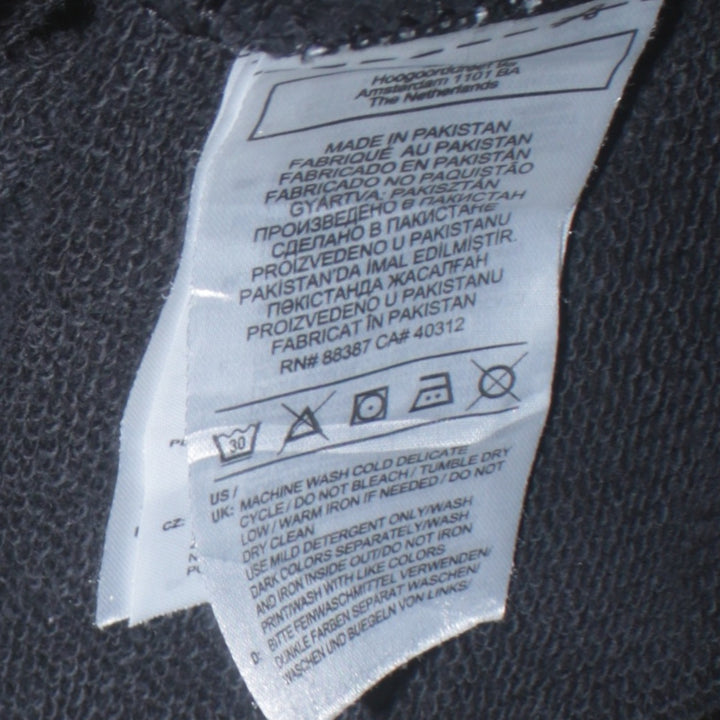 Hoogoorddreef 9a
Amsterdam 1101 BA
The Netherlands
MADE IN PAKISTAN
FABRIQUÉ AU PAKISTAN
FABRICADO EN PAKISTÁN
FABRICADO NO PAQUISTÃO
GYÁRTVA: PAKISZTÁN
ПРОИЗВЕДЕНО В ПАКИСТАН
СДЕЛАНО В ПАКИСТАНЕ
PROIZVEDENO U PAKISTANU
PAKİSTAN'DA İMAL EDİLMİŞTİR.
ПӘКІСТАНДА ЖАСАЛҒАН
PROIZVEDENO U PAKISTANU
FABRICAT ÎN PAKISTAN
RN# 88387 CA# 40312
30
US / MACHINE WASH COLD DELICATE
UK: CYCLE / DO NOT BLEACH / TUMBLE DRY
LOW / WARM IRON IF NEEDED / DO NOT
DRY CLEAN
USE MILD DETERGENT ONLY/WASH
DARK COLORS SEPARATELY/WASH
AND IRON INSIDE OUT/DO NOT IRON
PRINT/WASH WITH LIKE COLORS
D: BITTE FEINWASCHMITTEL VERWENDEN/
DUNKLE FARBEN SEPARAT WASCHEN/
WASCHEN UND BUEGELN VON LINKS/
CZ: